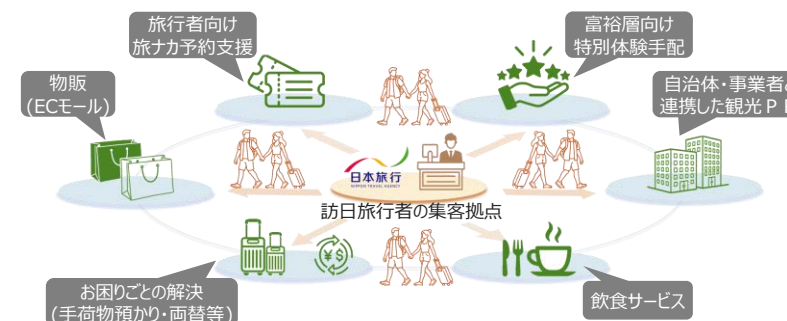 旅行者向け
旅ナカ予約支援
富裕層向け
特別体験手配
物販
(ECモール)
自治体・事業者
連携した観光P
日本旅行
NIPPON TRAVEL AGENCY
訪日旅行者の集客拠点
¥$
お困りごとの解決
(手荷物預かり・両替等)
飲食サービス